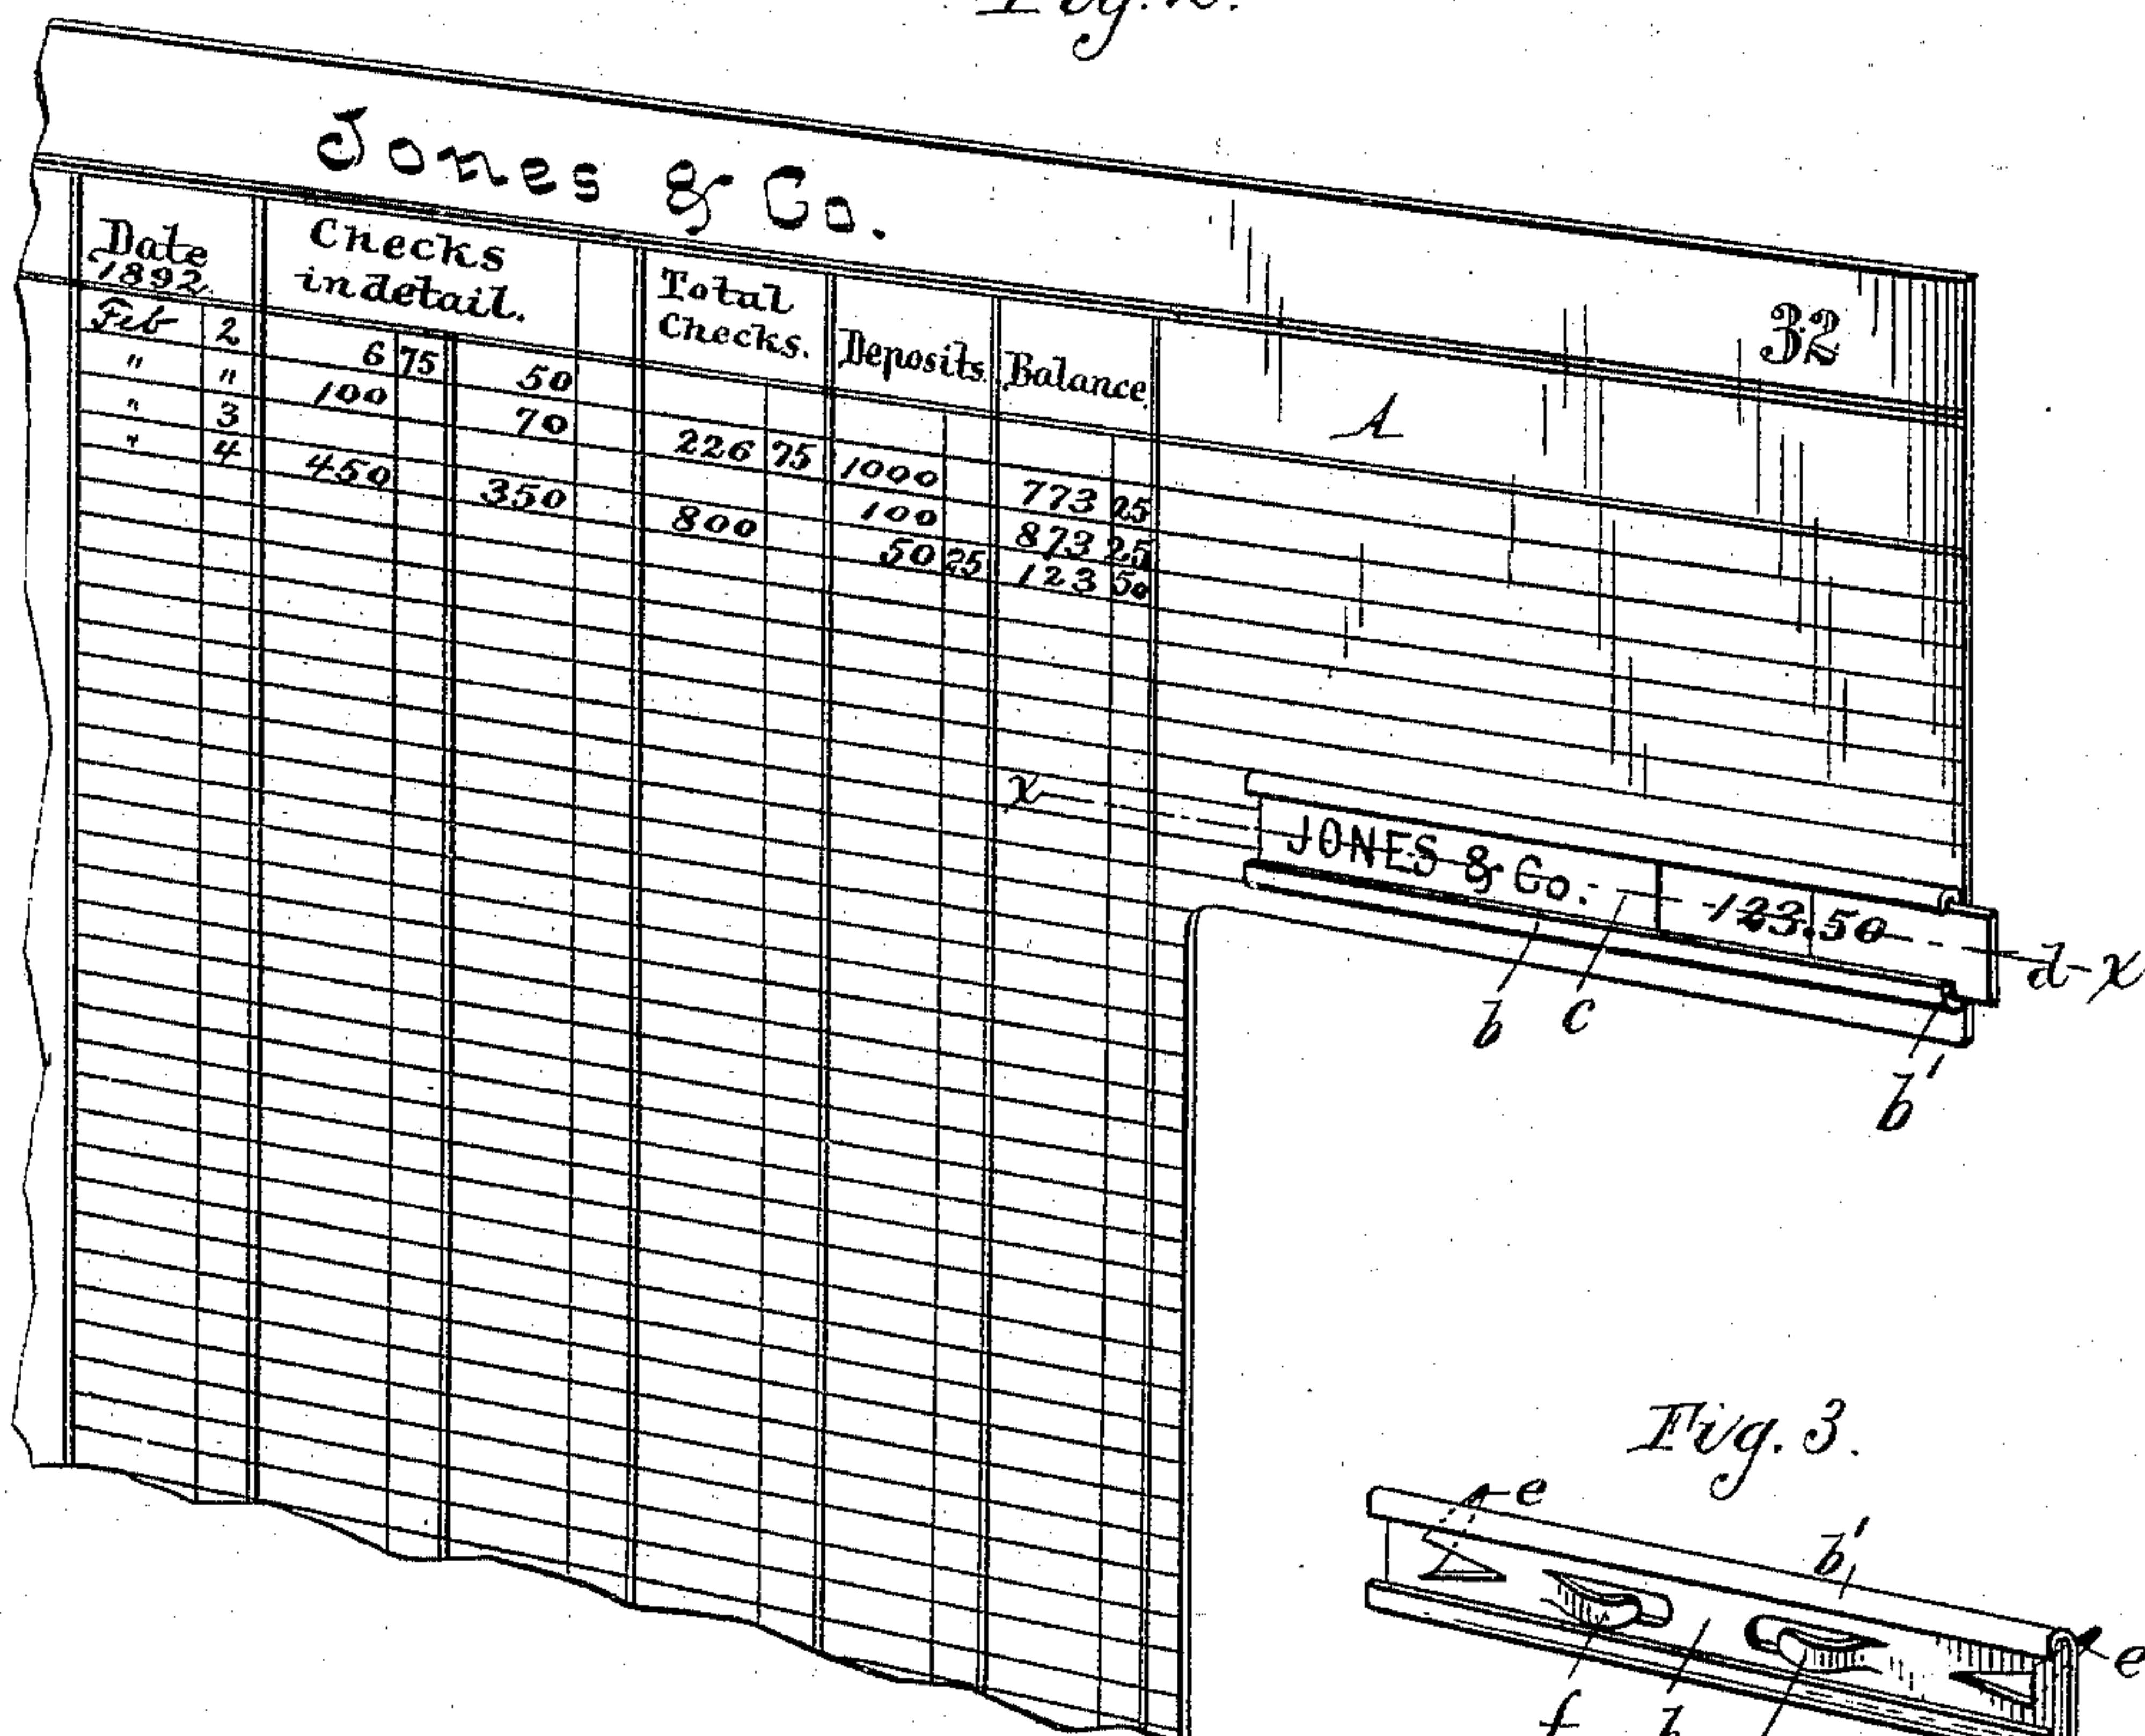 Fig. 2.
Jones & Co.
32
Date
1892.
Checks
in detail.
Total
Checks.
Deposits.
Balance.
A
Feb 2 6 75 50
" " 100 70 226 75 1000 773 25
" 3 100 873 25
" 4 450 350 800 50 25 123 50
x
JONES & Co. 123.50
d x
b c
b'
Fig. 3.
e
b'
e
f b